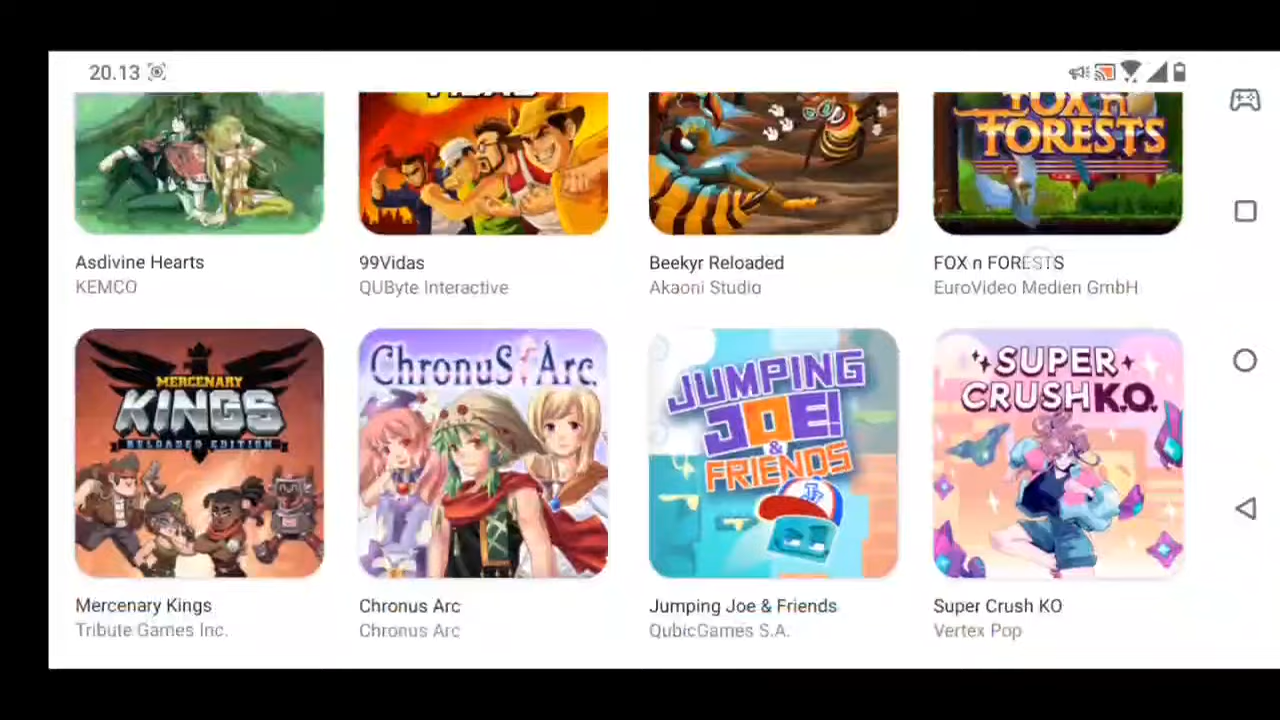 20.13
FOX n
FORESTS
Asdivine Hearts
KEMCO
99Vidas
QUByte Interactive
Beekyr Reloaded
Akaoni Studio
FOX n FORESTS
EuroVideo Medien GmbH
MERCENARY
KINGS
RELOADED EDITION
ChronuS Arc
JUMPING
JOE!
&
FRIENDS
SUPER
CRUSH K.O.
Mercenary Kings
Tribute Games Inc.
Chronus Arc
Chronus Arc
Jumping Joe & Friends
QubicGames S.A.
Super Crush KO
Vertex Pop